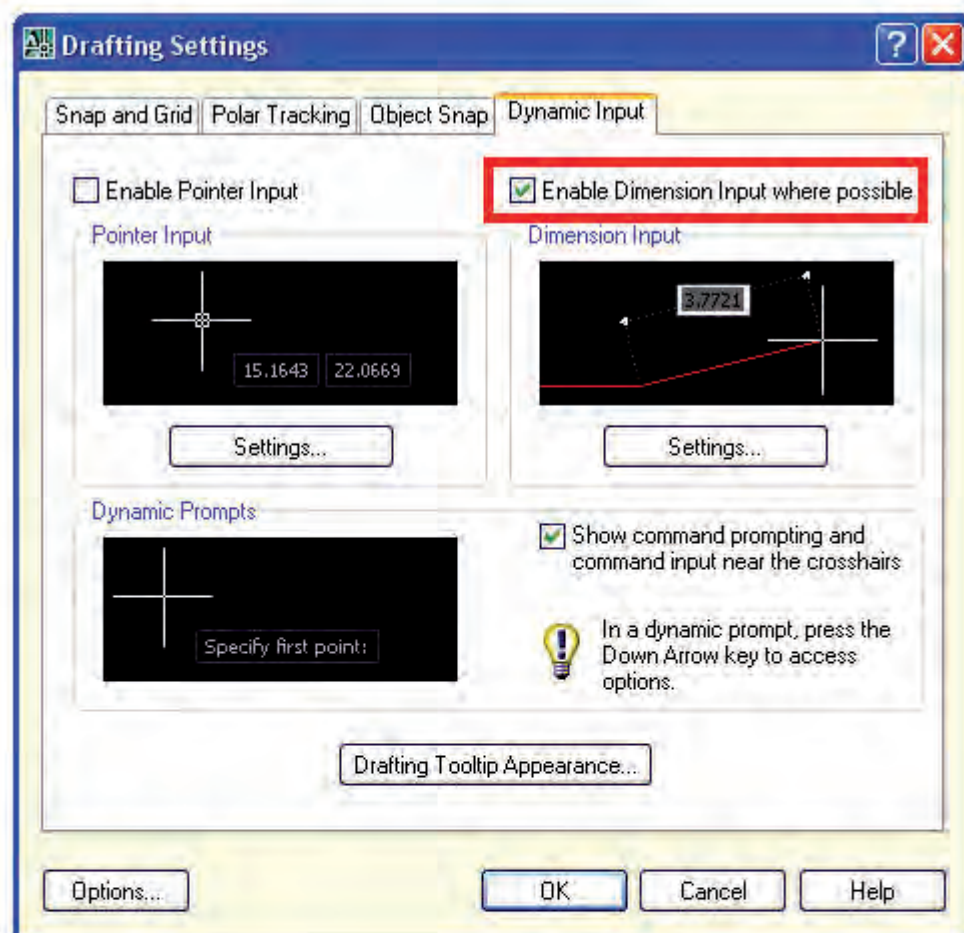 Drafting Settings
Snap and Grid Polar Tracking Object Snap Dynamic Input
Enable Pointer Input
Enable Dimension Input where possible
Pointer Input
Dimension Input
15.1643 22.0669
3.7721
Settings...
Settings...
Dynamic Prompts
Specify first point:
Show command prompting and
command input near the crosshairs
In a dynamic prompt, press the
Down Arrow key to access
options.
Drafting Tooltip Appearance...
Options...
OK
Cancel
Help